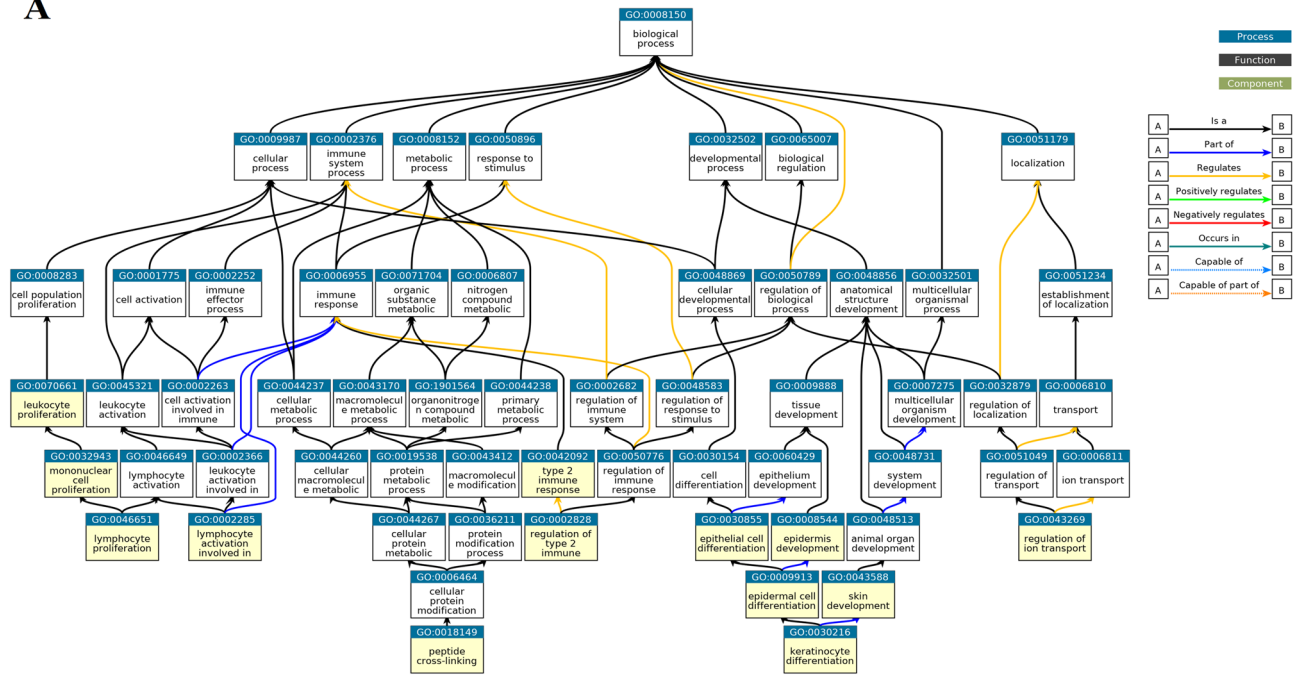 A
GO:0008150
biological
process
Process
Function
Component
A Is a B
A Part of B
A Regulates B
A Positively regulates B
A Negatively regulates B
A Occurs in B
A Capable of B
A Capable of part of B
GO:0009987
cellular
process
GO:0002376
immune
system
process
GO:0008152
metabolic
process
GO:0050896
response to
stimulus
GO:0032502
developmental
process
GO:0065007
biological
regulation
GO:0051179
localization
GO:0008283
cell population
proliferation
GO:0001775
cell activation
GO:0002252
immune
effector
process
GO:0006955
immune
response
GO:0071704
organic
substance
metabolic
GO:0006807
nitrogen
compound
metabolic
GO:0048869
cellular
developmental
process
GO:0050789
regulation of
biological
process
GO:0048856
anatomical
structure
development
GO:0032501
multicellular
organismal
process
GO:0051234
establishment
of localization
GO:0070661
leukocyte
proliferation
GO:0045321
leukocyte
activation
GO:0002263
cell activation
involved in
immune
GO:0044237
cellular
metabolic
process
GO:0043170
macromolecul
e metabolic
process
GO:1901564
organonitroge
n compound
metabolic
GO:0044238
primary
metabolic
process
GO:0002682
regulation of
immune
system
GO:0048583
regulation of
response to
stimulus
GO:0009888
tissue
development
GO:0007275
multicellular
organism
development
GO:0032879
regulation of
localization
GO:0006810
transport
GO:0032943
mononuclear
cell
proliferation
GO:0046649
lymphocyte
activation
GO:0002366
leukocyte
activation
involved in
GO:0044260
cellular
macromolecul
e metabolic
GO:0019538
protein
metabolic
process
GO:0043412
macromolecul
e modification
GO:0042092
type 2
immune
response
GO:0050776
regulation of
immune
response
GO:0030154
cell
differentiation
GO:0060429
epithelium
development
GO:0048731
system
development
GO:0051049
regulation of
transport
GO:0006811
ion transport
GO:0046651
lymphocyte
proliferation
GO:0002285
lymphocyte
activation
involved in
GO:0044267
cellular
protein
metabolic
GO:0036211
protein
modification
process
GO:0002828
regulation of
type 2
immune
GO:0030855
epithelial cell
differentiation
GO:0008544
epidermis
development
GO:0048513
animal organ
development
GO:0043269
regulation of
ion transport
GO:0006464
cellular
protein
modification
GO:0009913
epidermal cell
differentiation
GO:0043588
skin
development
GO:0018149
peptide
cross-linking
GO:0030216
keratinocyte
differentiation